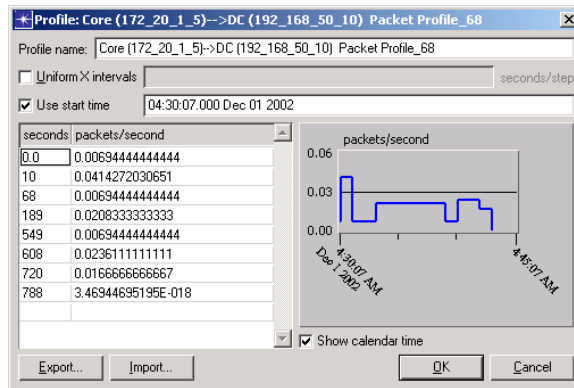 Profile: Core (172_20_1_5)-->DC (192_168_50_10) Packet Profile_68
Profile name: Core (172_20_1_5)-->DC (192_168_50_10) Packet Profile_68
Uniform X intervals seconds/step
Use start time 04:30:07.000 Dec 01 2002
seconds packets/second
0.0 0.00694444444444
10 0.0414272030651
68 0.00694444444444
189 0.0208333333333
549 0.00694444444444
608 0.0236111111111
720 0.0166666666667
788 3.46944695195E-018
packets/second
0.06
0.03
0.00
4:30:07 AM
Dec 1 2002
4:45:07 AM
Show calendar time
Export... Import... OK Cancel